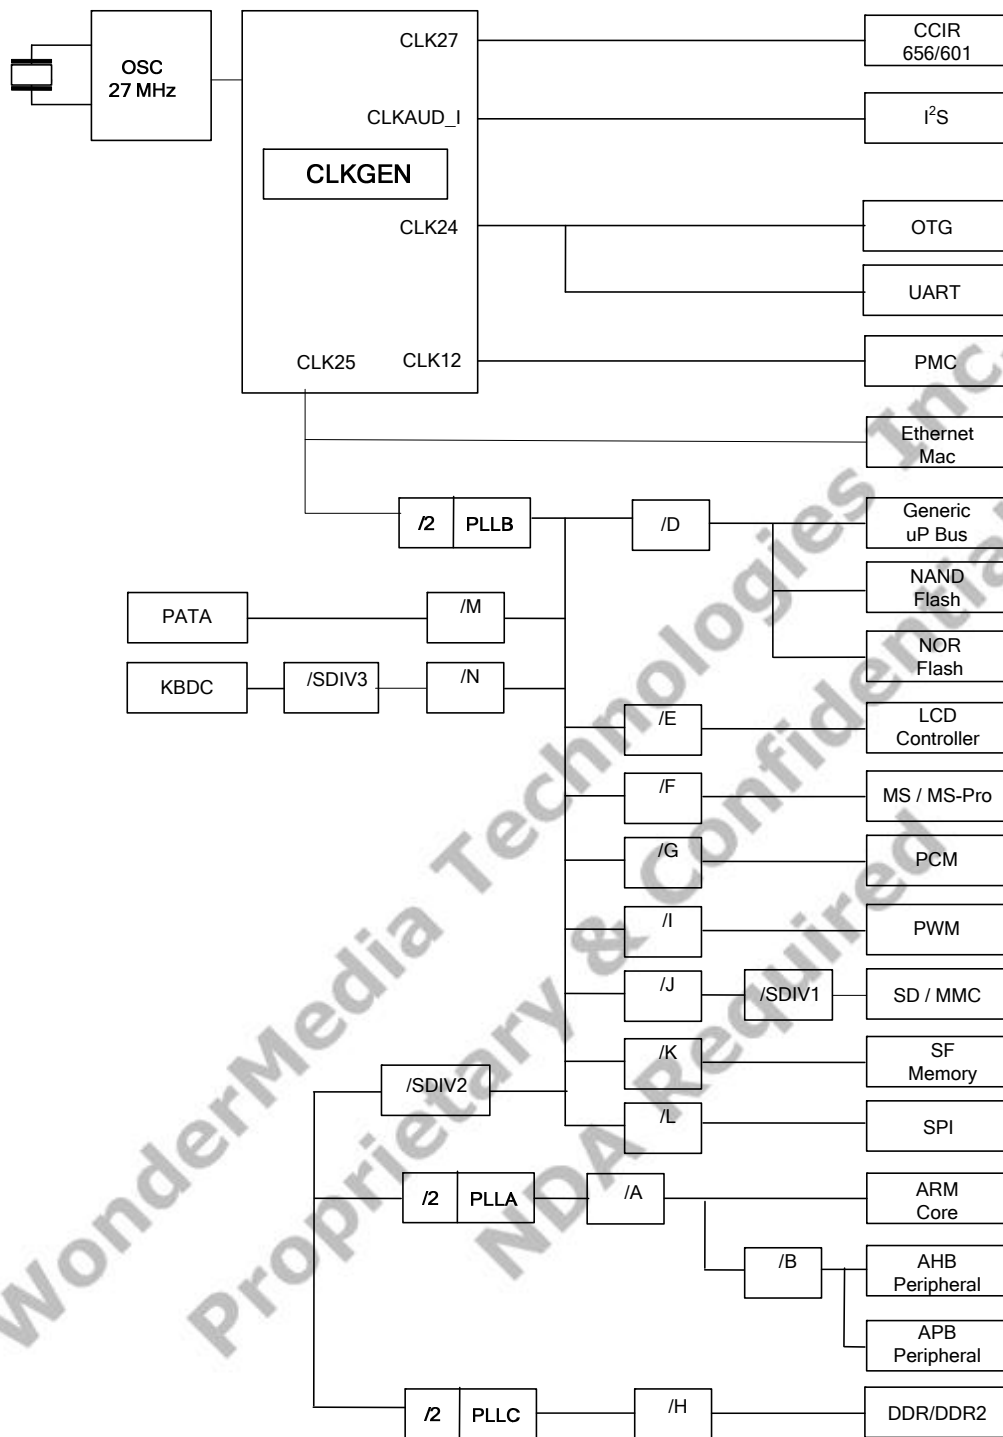 OSC
27 MHz
CLK27
CCIR
656/601
CLKAUD_I
I²S
CLKGEN
CLK24
OTG
UART
CLK25
CLK12
PMC
Ethernet
Mac
/2
PLLB
/D
Generic
uP Bus
NAND
Flash
PATA
/M
NOR
Flash
KBDC
/SDIV3
/N
/E
LCD
Controller
/F
MS / MS-Pro
/G
PCM
/I
PWM
/J
/SDIV1
SD / MMC
/K
SF
Memory
/SDIV2
/L
SPI
/2
PLLA
/A
ARM
Core
/B
AHB
Peripheral
APB
Peripheral
/2
PLLC
/H
DDR/DDR2
WonderMedia Technologies Inc.
Proprietary & Confidential
NDA Required